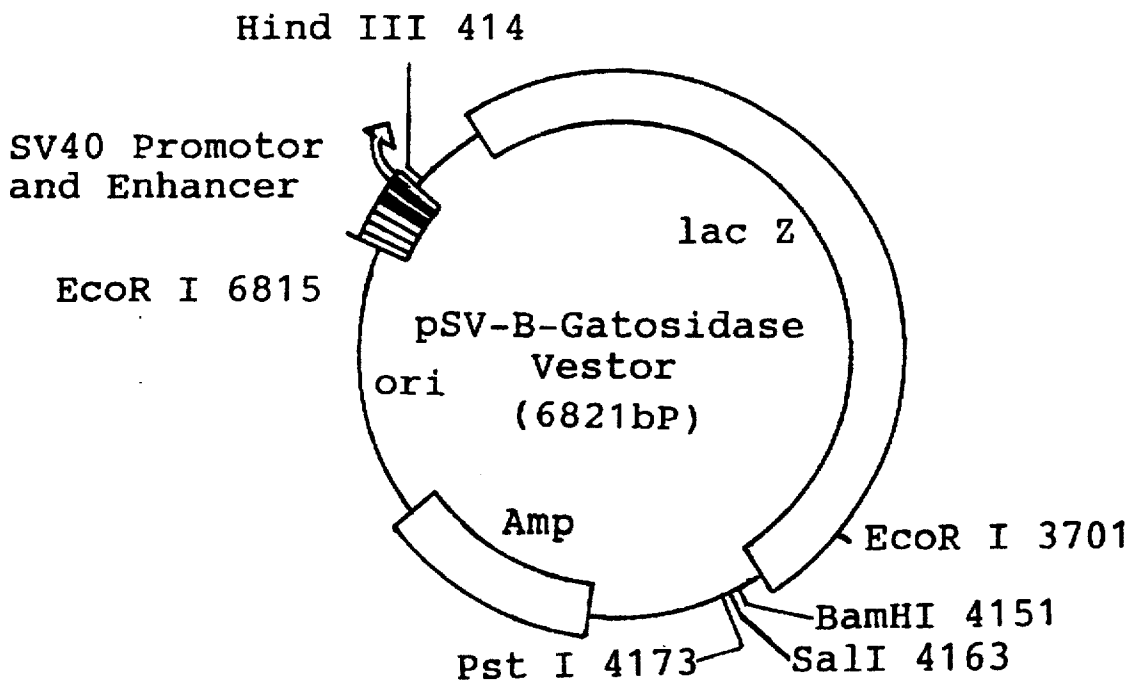 Hind III 414
SV40 Promotor
and Enhancer
lac Z
EcoR I 6815
pSV-B-Gatosidase
Vestor
(6821bP)
ori
Amp
EcoR I 3701
BamHI 4151
SalI 4163
Pst I 4173